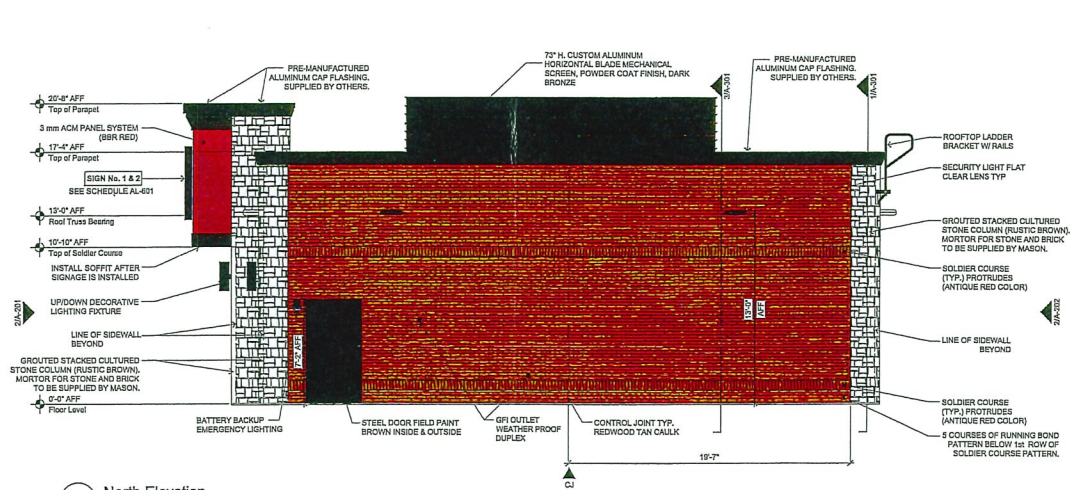 73" H. CUSTOM ALUMINUM
HORIZONTAL BLADE MECHANICAL
SCREEN, POWDER COAT FINISH, DARK
BRONZE
PRE-MANUFACTURED
ALUMINUM CAP FLASHING.
SUPPLIED BY OTHERS.
PRE-MANUFACTURED
ALUMINUM CAP FLASHING.
SUPPLIED BY OTHERS.
3/A-301
1/A-301
20'-8" AFF
Top of Parapet
3 mm ACM PANEL SYSTEM
(BBR RED)
17'-4" AFF
Top of Parapet
SIGN No. 1 & 2
SEE SCHEDULE AL-601
13'-0" AFF
Roof Truss Bearing
10'-10" AFF
Top of Soldier Course
INSTALL SOFFIT AFTER
SIGNAGE IS INSTALLED
UP/DOWN DECORATIVE
LIGHTING FIXTURE
2/A-201
LINE OF SIDEWALL
BEYOND
GROUTED STACKED CULTURED
STONE COLUMN (RUSTIC BROWN).
MORTOR FOR STONE AND BRICK
TO BE SUPPLIED BY MASON.
0'-0" AFF
Floor Level
7'-2" AFF
13'-0"
AFF
ROOFTOP LADDER
BRACKET W/ RAILS
SECURITY LIGHT FLAT
CLEAR LENS TYP
GROUTED STACKED CULTURED
STONE COLUMN (RUSTIC BROWN).
MORTOR FOR STONE AND BRICK
TO BE SUPPLIED BY MASON.
SOLDIER COURSE
(TYP.) PROTRUDES
(ANTIQUE RED COLOR)
2/A-202
LINE OF SIDEWALL
BEYOND
SOLDIER COURSE
(TYP.) PROTRUDES
(ANTIQUE RED COLOR)
5 COURSES OF RUNNING BOND
PATTERN BELOW 1st ROW OF
SOLDIER COURSE PATTERN.
BATTERY BACKUP
EMERGENCY LIGHTING
STEEL DOOR FIELD PAINT
BROWN INSIDE & OUTSIDE
GFI OUTLET
WEATHER PROOF
DUPLEX
CONTROL JOINT TYP.
REDWOOD TAN CAULK
19'-7"
CJ
North Elevation